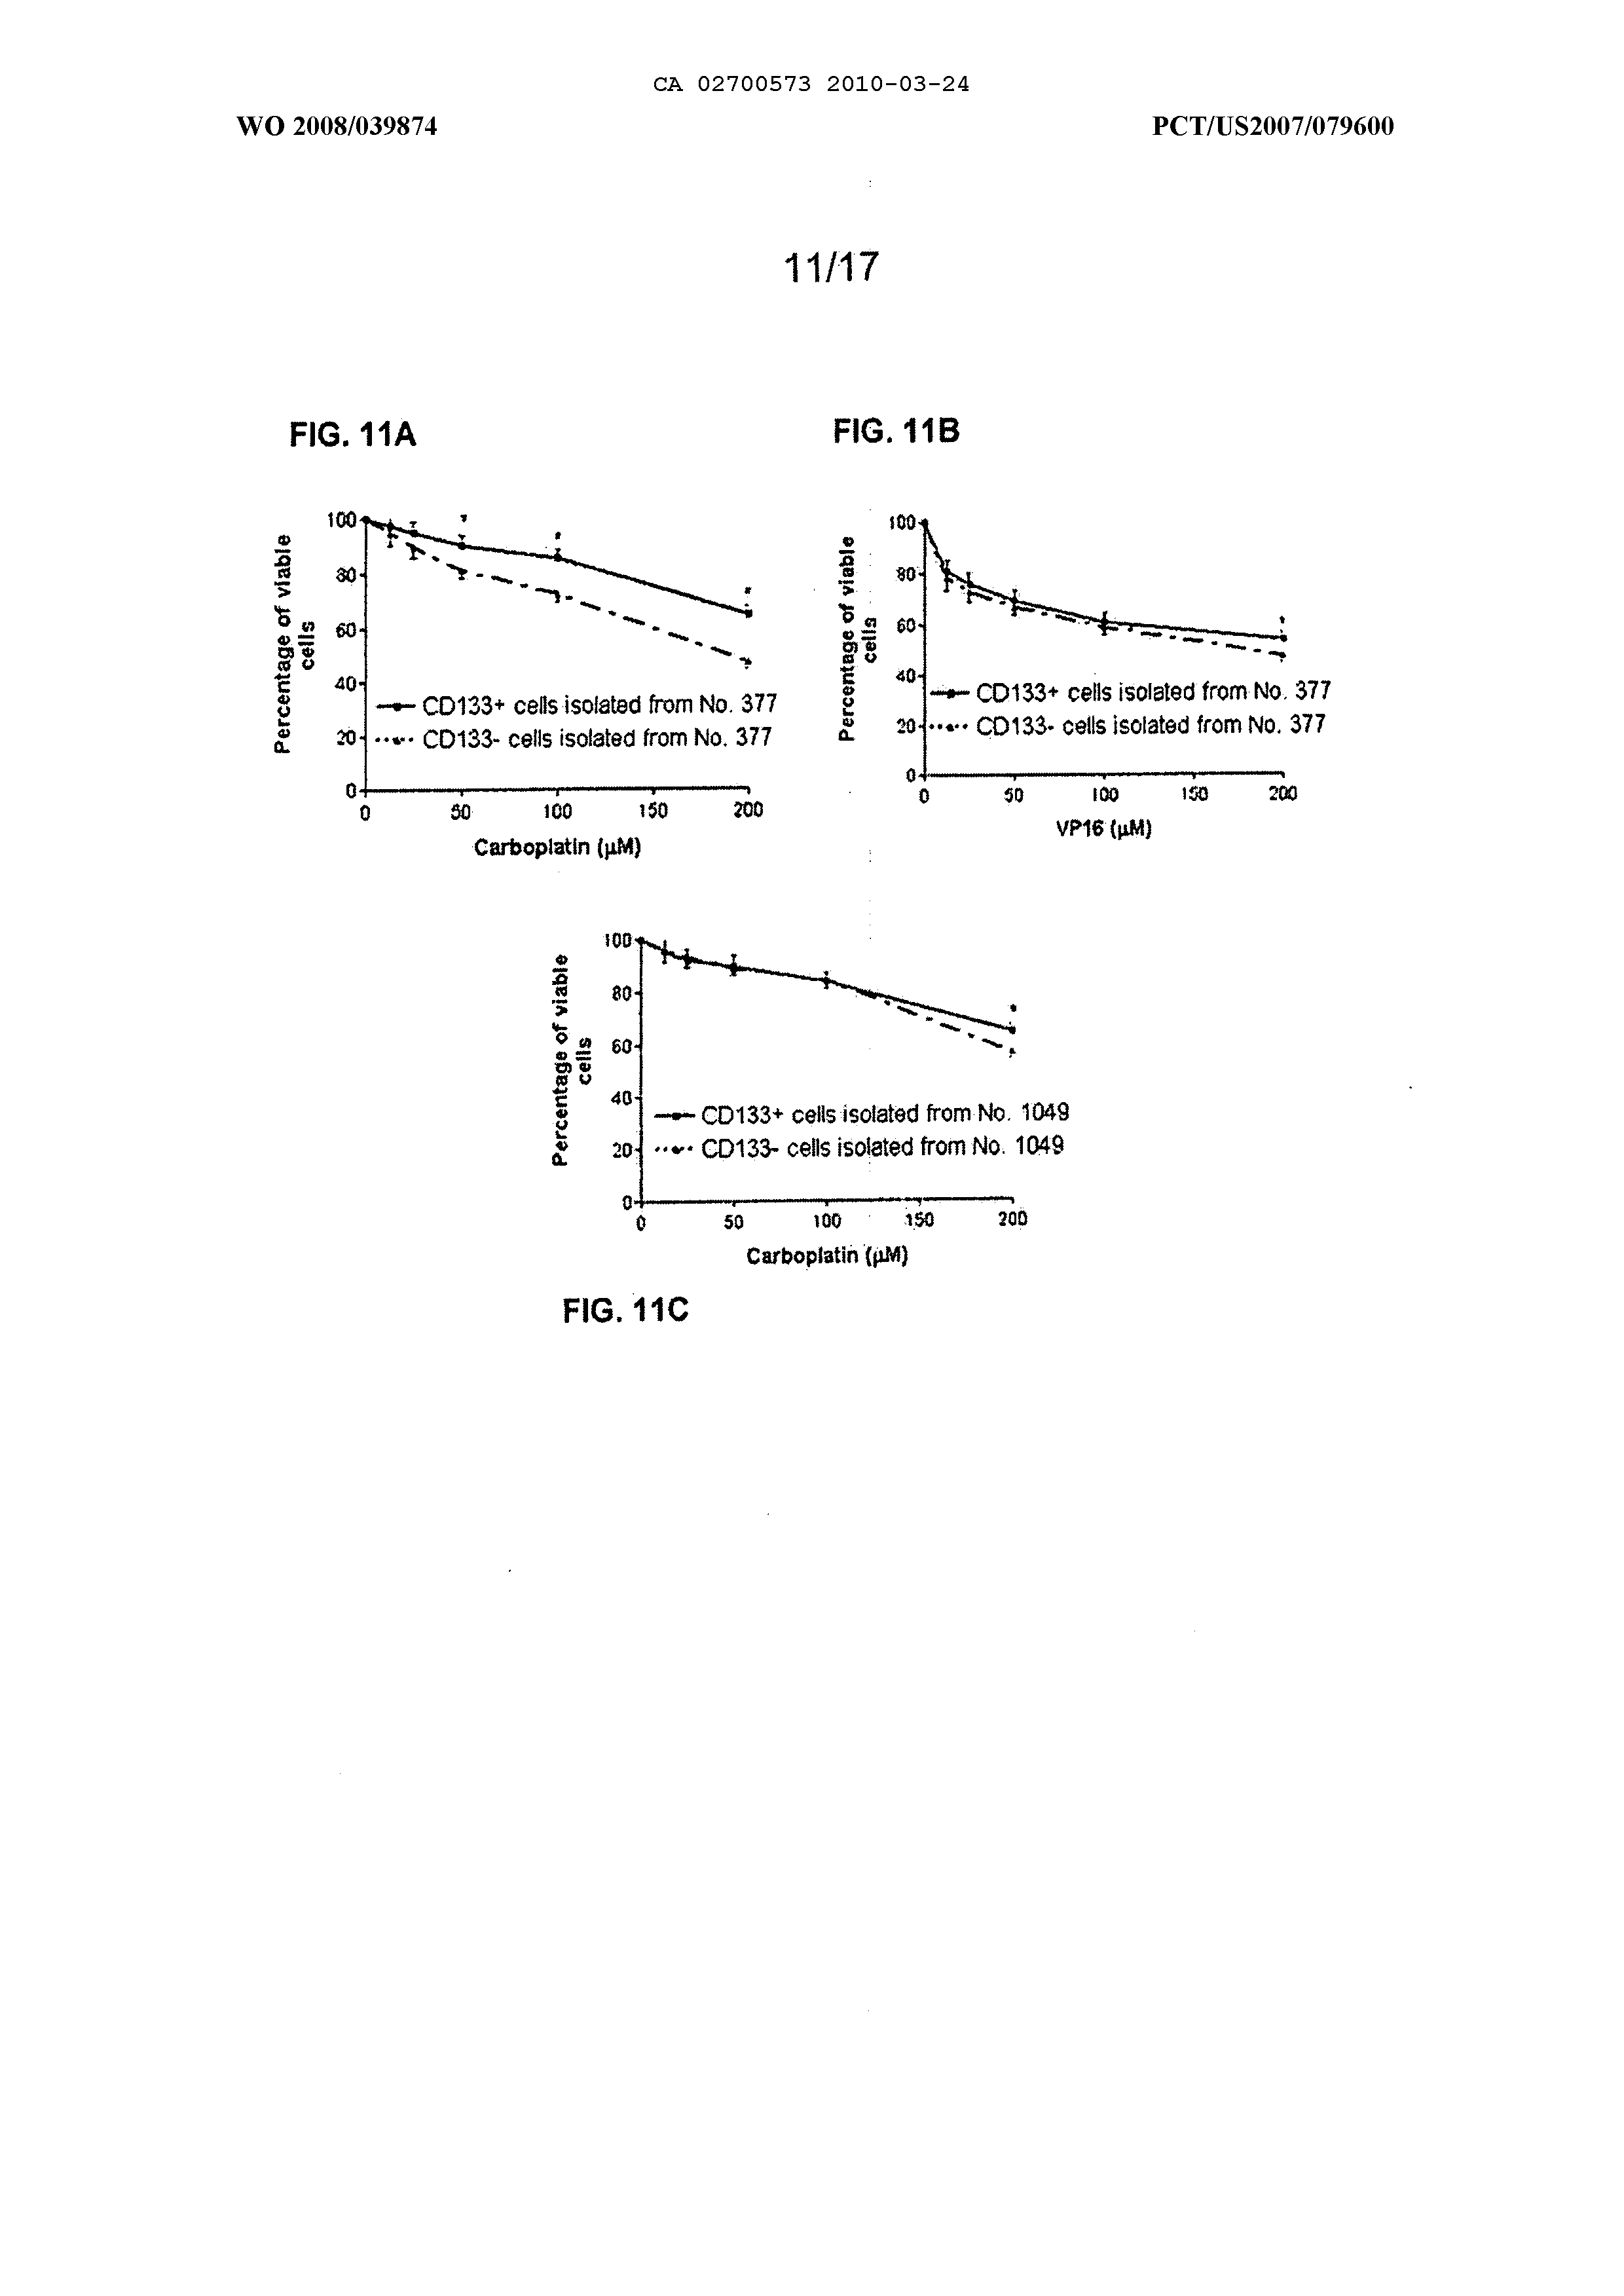 CA 02700573 2010-03-24
WO 2008/039874
PCT/US2007/079600
11/17
FIG. 11A
Percentage of viable
cells
100
80
60
40
20
0
CD133+ cells isolated from No. 377
CD133- cells isolated from No. 377
0 50 100 150 200
Carboplatin (µM)
FIG. 11B
Percentage of viable
cells
100
80
60
40
20
0
CD133+ cells isolated from No. 377
CD133- cells isolated from No. 377
0 50 100 150 200
VP16 (µM)
Percentage of viable
cells
100
80
60
40
20
0
CD133+ cells isolated from No. 1049
CD133- cells isolated from No. 1049
0 50 100 150 200
Carboplatin (µM)
FIG. 11C